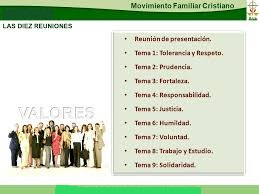 Movimiento Familiar Cristiano
LAS DIEZ REUNIONES
• Reunión de presentación.
• Tema 1: Tolerancia y Respeto.
• Tema 2: Prudencia.
• Tema 3: Fortaleza.
• Tema 4: Responsabilidad.
• Tema 5: Justicia.
• Tema 6: Humildad.
• Tema 7: Voluntad.
• Tema 8: Trabajo y Estudio.
• Tema 9: Solidaridad.
VALORES